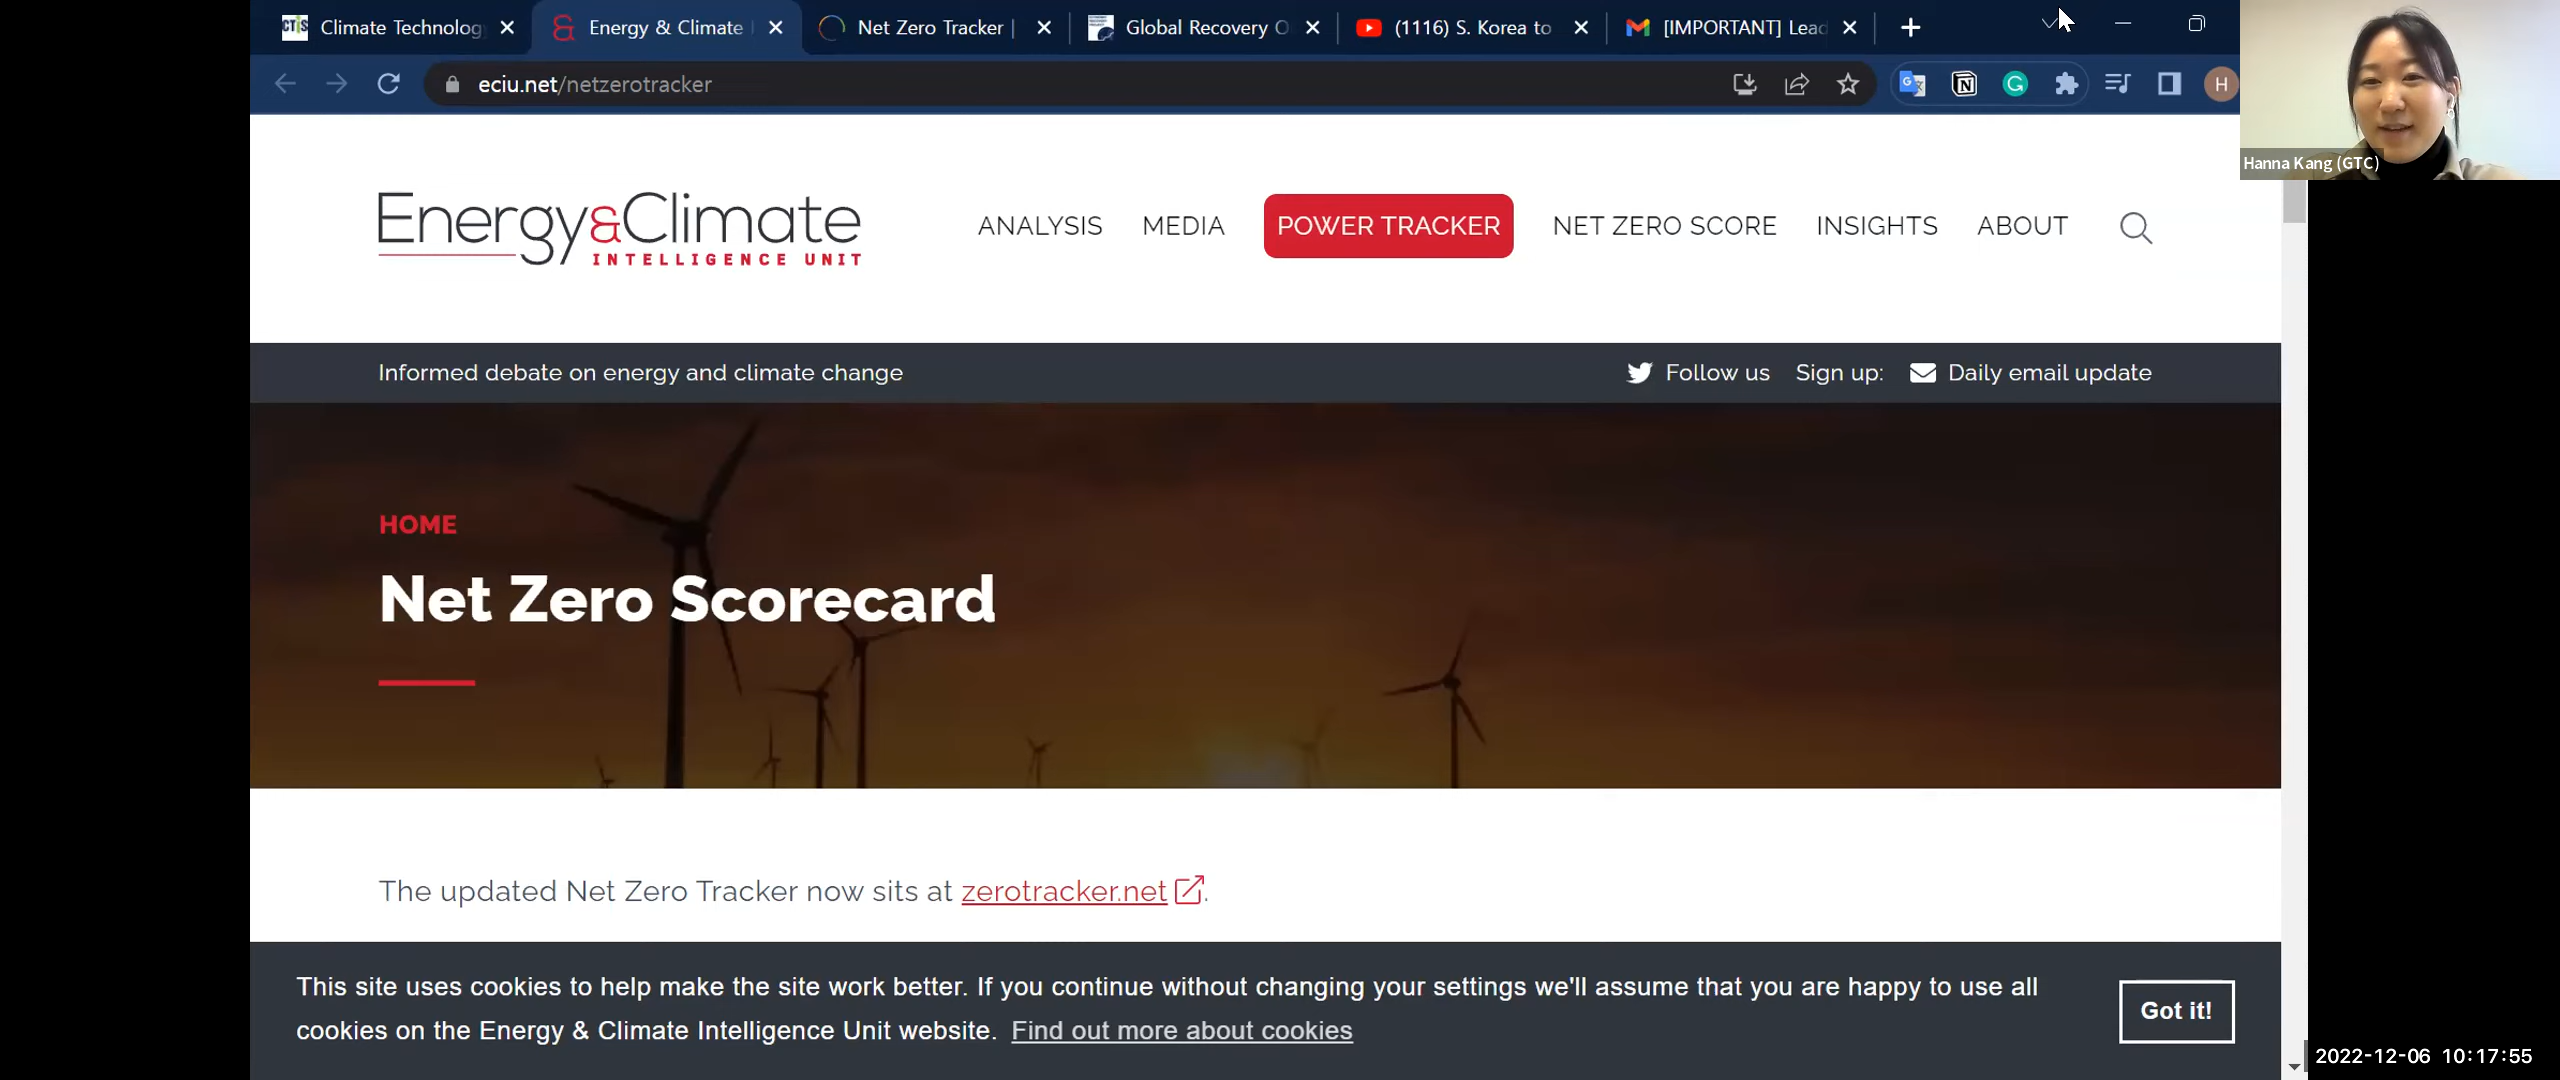 Climate Technolog
Energy & Climate
Net Zero Tracker |
Global Recovery O
(1116) S. Korea to
[IMPORTANT] Lead
eciu.net/netzerotracker
H
Hanna Kang (GTC)
Energy&Climate
INTELLIGENCE UNIT
ANALYSIS
MEDIA
POWER TRACKER
NET ZERO SCORE
INSIGHTS
ABOUT
Informed debate on energy and climate change
Follow us
Sign up:
Daily email update
HOME
Net Zero Scorecard
The updated Net Zero Tracker now sits at zerotracker.net.
This site uses cookies to help make the site work better. If you continue without changing your settings we'll assume that you are happy to use all
cookies on the Energy & Climate Intelligence Unit website. Find out more about cookies
Got it!
2022-12-06 10:17:55